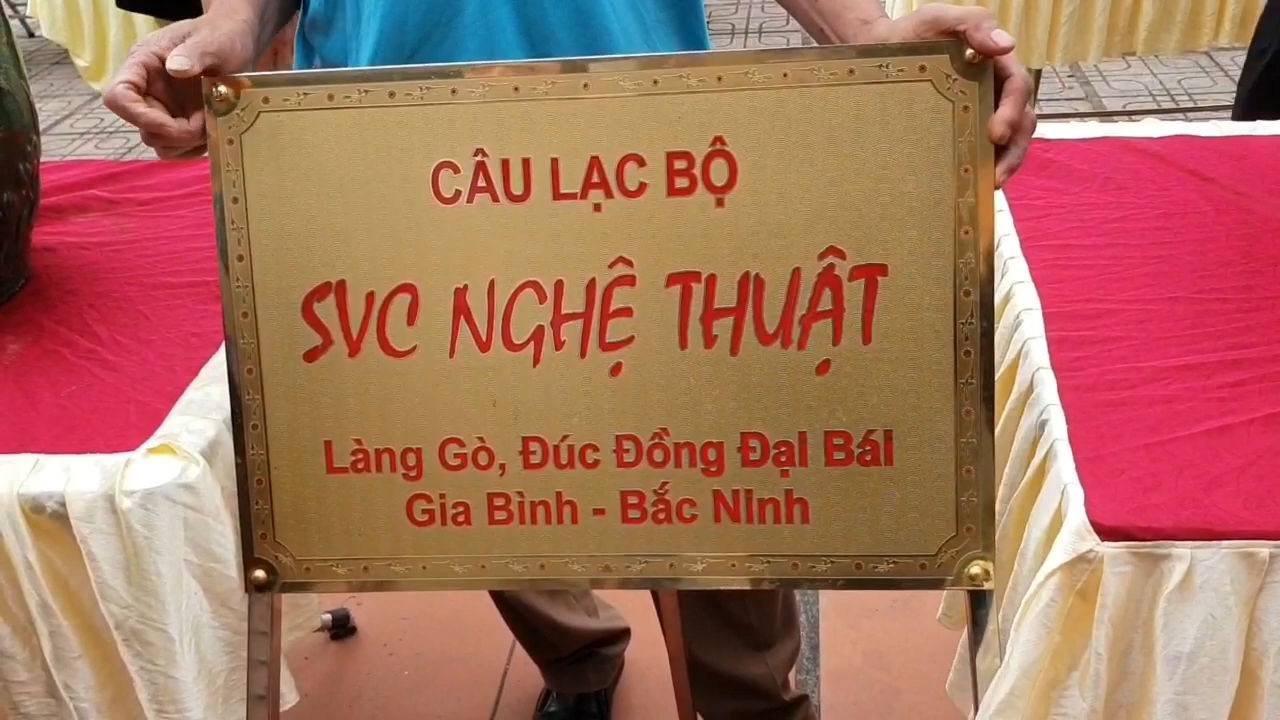 CÂU LẠC BỘ
SVC NGHỆ THUẬT
Làng Gò, Đúc Đồng Đại Bái
Gia Bình - Bắc Ninh